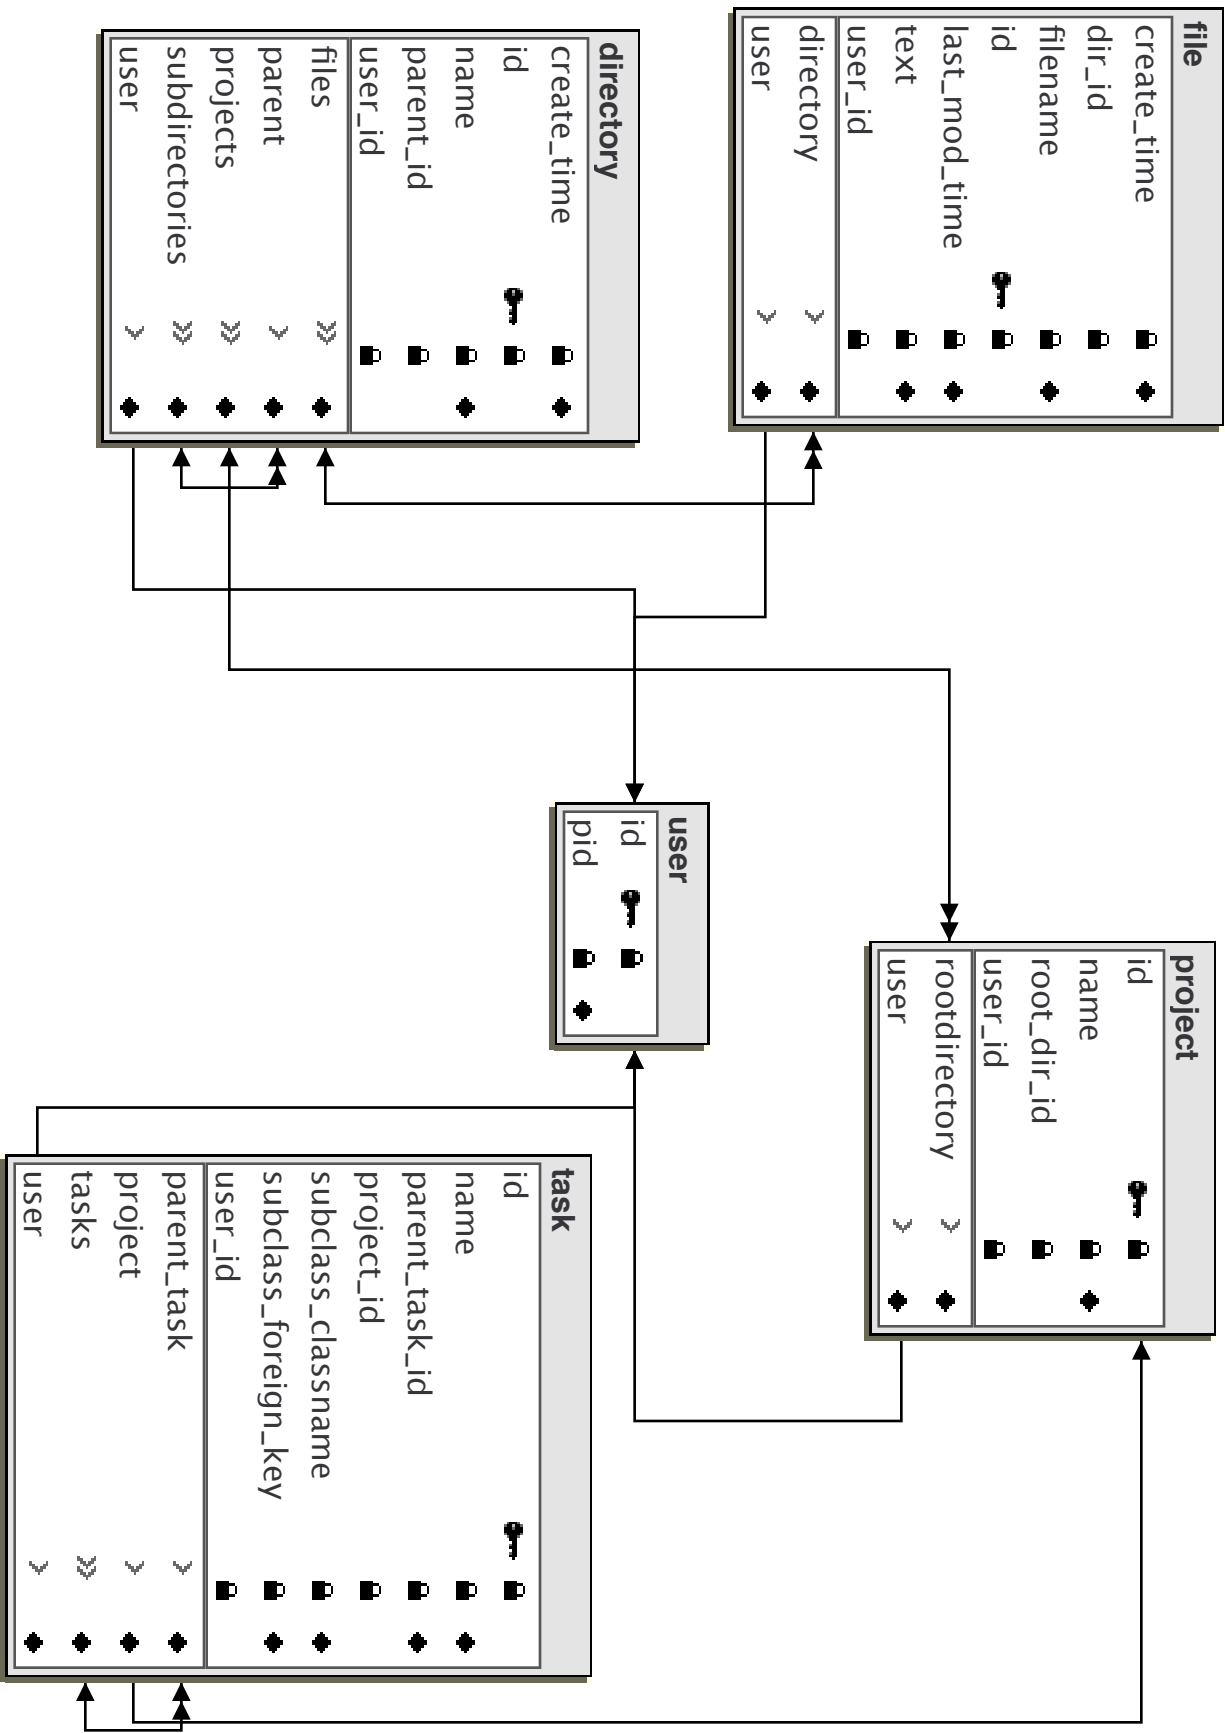 file
create_time
dir_id
filename
id
last_mod_time
text
user_id
directory
user
directory
create_time
id
name
parent_id
user_id
files
parent
projects
subdirectories
user
user
id
pid
project
id
name
root_dir_id
user_id
rootdirectory
user
task
id
name
parent_task_id
project_id
subclass_classname
subclass_foreign_key
user_id
parent_task
project
tasks
user